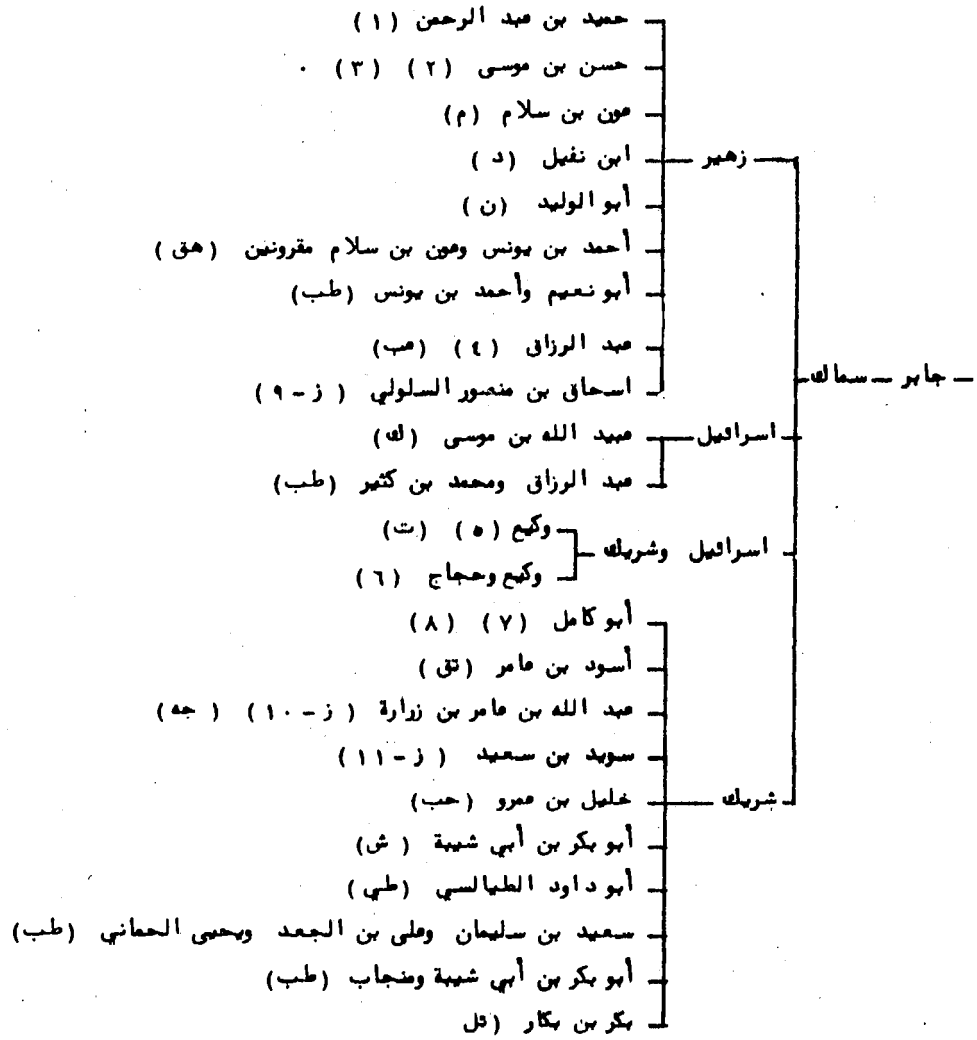 حميد بن عبد الرحمن (١)
حسن بن موسى (٢) (٣) .
عون بن سلام (م)
زهير — ابن نفيل (د)
أبو الوليد (ن)
أحمد بن يونس وعون بن سلام مقرونين (هق)
أبو نعيم وأحمد بن يونس (طب)
عبد الرزاق (٤) (عب)
جابر — سماك
اسحاق بن منصور السلولي (ز-٩)
اسرائيل — عبيد الله بن موسى (ك)
عبد الرزاق ومحمد بن كثير (طب)
وكيع (٥) (ت)
اسرائيل وشريك
وكيع وحجاج (٦)
أبو كامل (٧) (٨)
أسود بن عامر (تق)
عبد الله بن عامر بن زرارة (ز-١٠) (جه)
سويد بن سعيد (ز-١١)
شريك — خليل بن عمرو (حب)
أبو بكر بن أبي شيبة (ش)
أبو داود الطيالسي (طي)
سعيد بن سليمان وعلى بن الجعد ويحيى الحماني (طب)
أبو بكر بن أبي شيبة ومنجاب (طب)
بكر بن بكار (تل